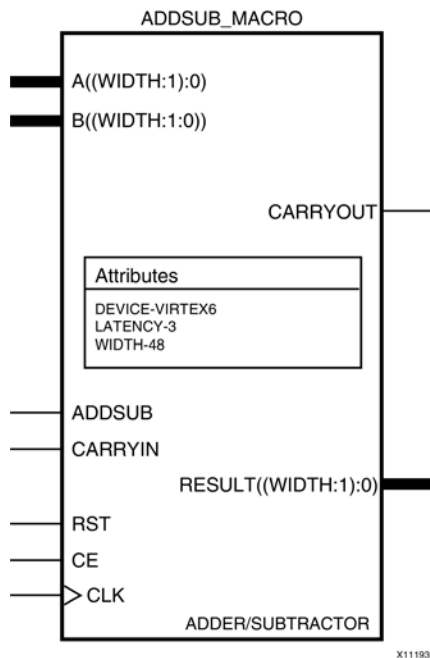 ADDSUB_MACRO
A((WIDTH:1):0)
B((WIDTH:1:0))
CARRYOUT
Attributes
DEVICE-VIRTEX6
LATENCY-3
WIDTH-48
ADDSUB
CARRYIN
RESULT((WIDTH:1):0)
RST
CE
CLK
ADDER/SUBTRACTOR
X11193